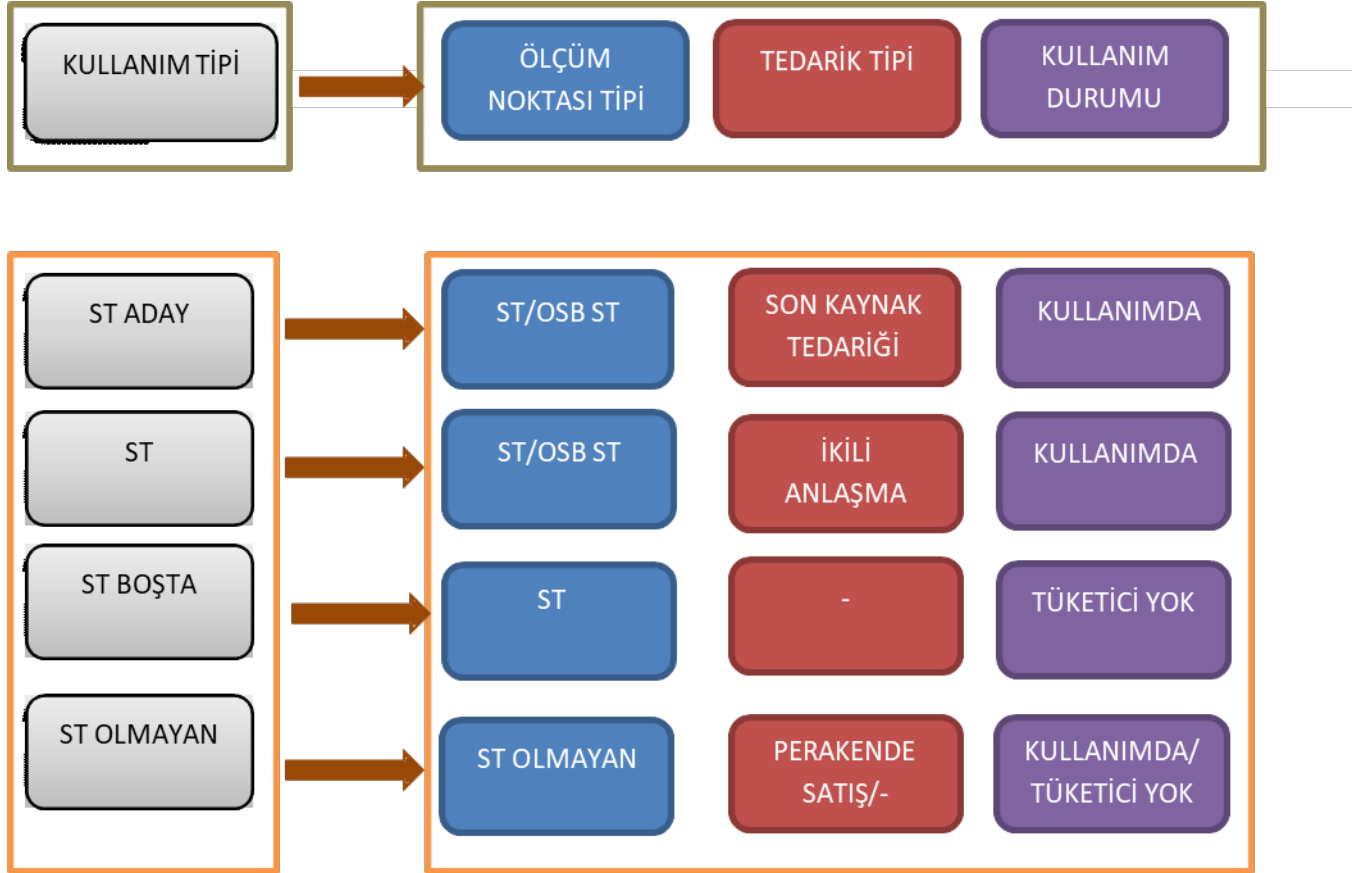 KULLANIM TİPİ
ÖLÇÜM
NOKTASI TİPİ
TEDARİK TİPİ
KULLANIM
DURUMU
ST ADAY
ST/OSB ST
SON KAYNAK
TEDARİĞİ
KULLANIMDA
ST
ST/OSB ST
İKİLİ
ANLAŞMA
KULLANIMDA
ST BOŞTA
ST
-
TÜKETİCİ YOK
ST OLMAYAN
ST OLMAYAN
PERAKENDE
SATIŞ/-
KULLANIMDA/
TÜKETİCİ YOK